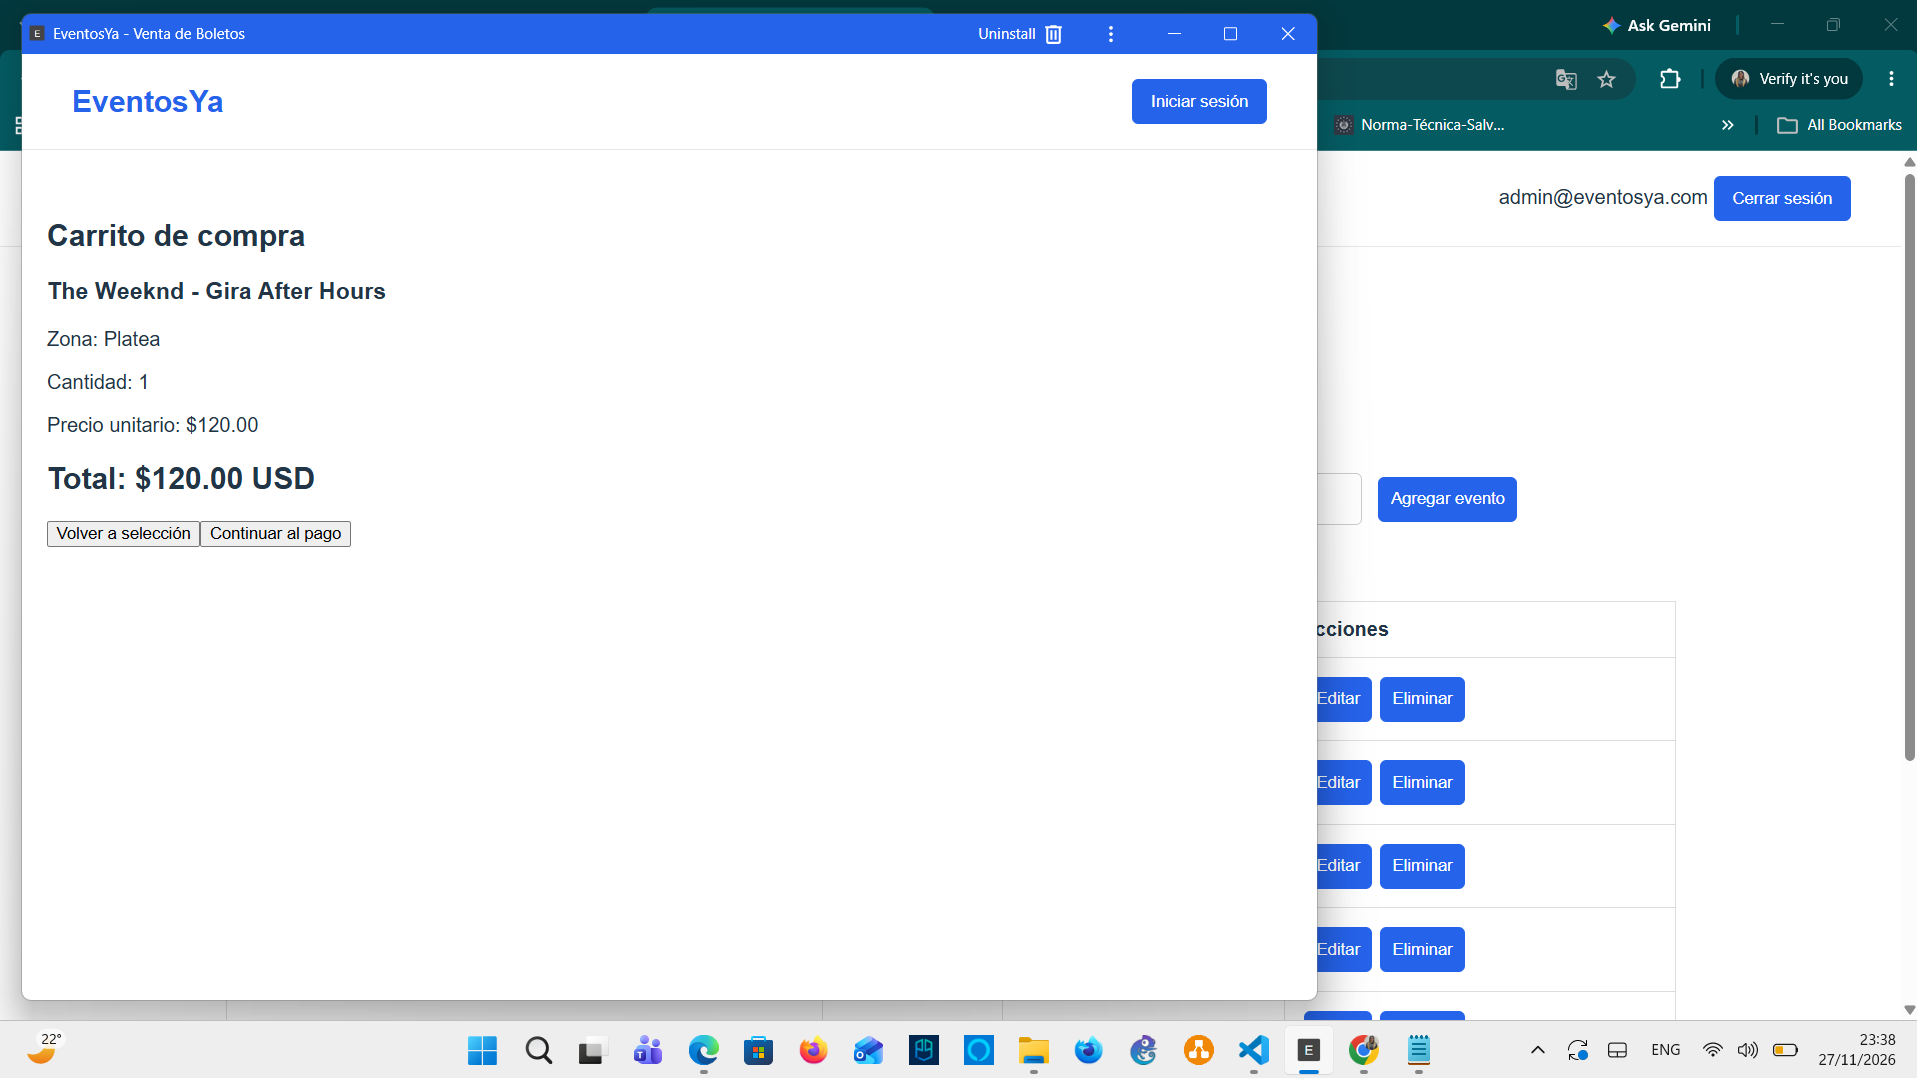 EventosYa - Venta de Boletos
Uninstall
Ask Gemini
EventosYa
Iniciar sesión
Verify it's you
Norma-Técnica-Salv...
All Bookmarks
admin@eventosya.com
Cerrar sesión
Carrito de compra
The Weeknd - Gira After Hours
Zona: Platea
Cantidad: 1
Precio unitario: $120.00
Total: $120.00 USD
Volver a selección
Continuar al pago
Agregar evento
cciones
Editar
Eliminar
Editar
Eliminar
Editar
Eliminar
Editar
Eliminar
22°
ENG
23:38
27/11/2026